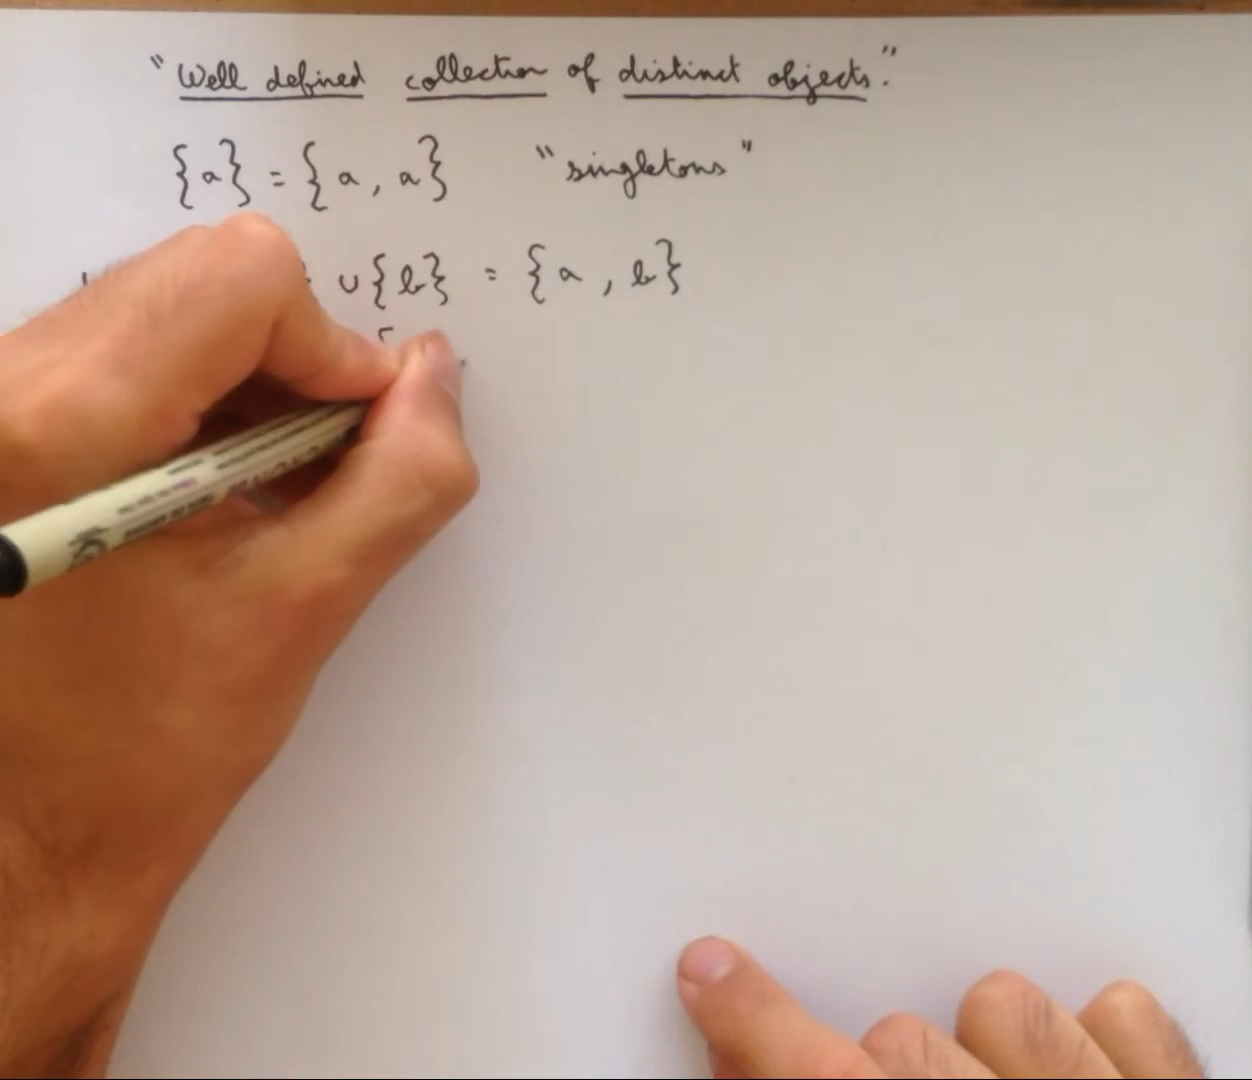 "Well defined collection of distinct objects."
{a} = {a, a} "singletons"
∪ {b} = {a, b}